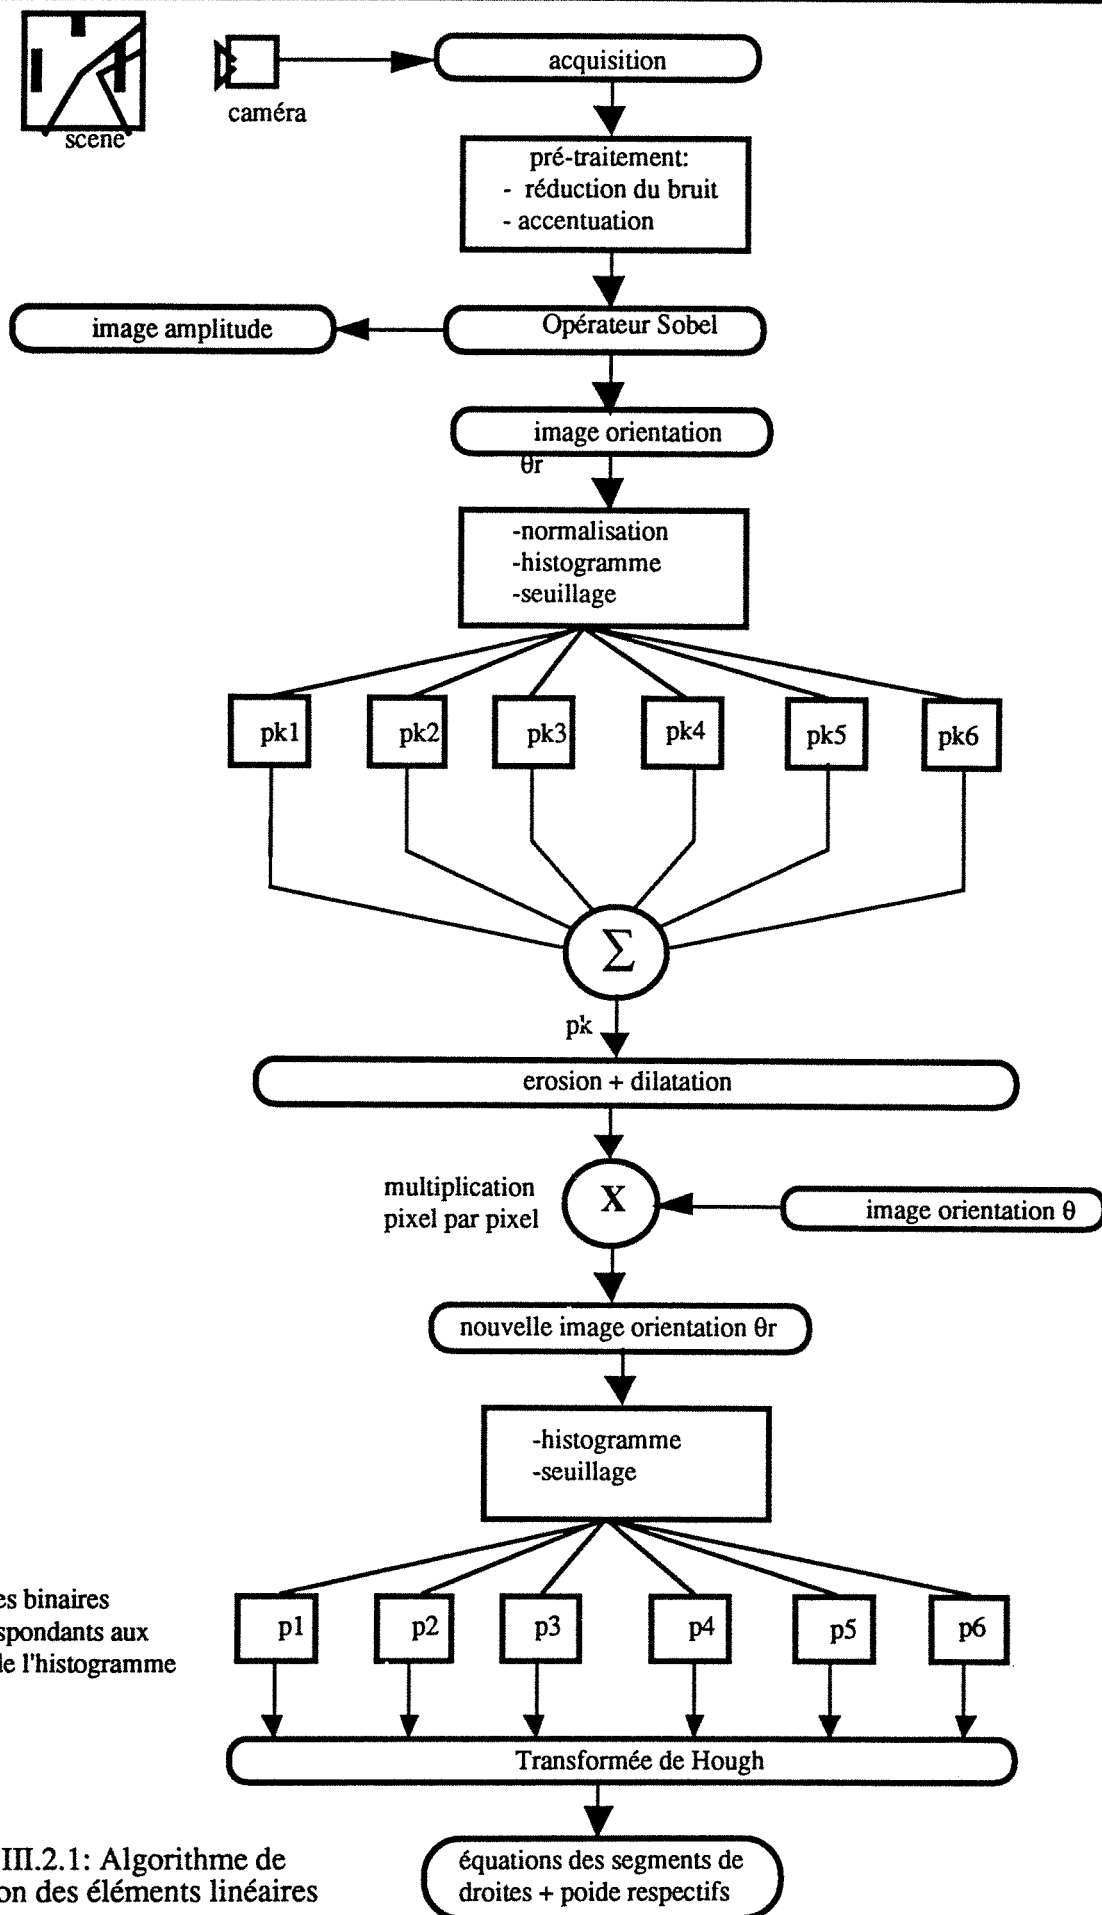 scene
caméra
acquisition
pré-traitement:
- réduction du bruit
- accentuation
image amplitude
Opérateur Sobel
image orientation
θr
-normalisation
-histogramme
-seuillage
pk1 pk2 pk3 pk4 pk5 pk6
Σ
pk
erosion + dilatation
multiplication
pixel par pixel
X
image orientation θ
nouvelle image orientation θr
-histogramme
-seuillage
es binaires
spondants aux
le l'histogramme
p1 p2 p3 p4 p5 p6
Transformée de Hough
III.2.1: Algorithme de
on des éléments linéaires
équations des segments de
droites + poide respectifs